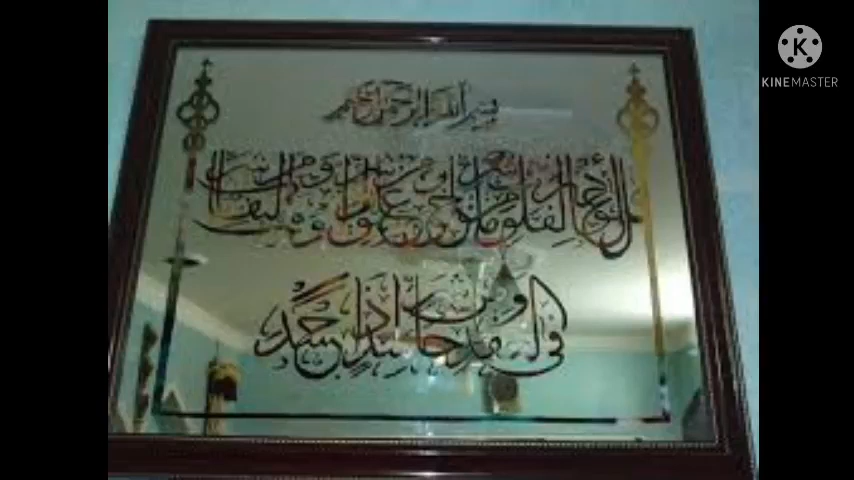 بسم الله الرحمن الرحيم
قل أعوذ برب الفلق من شر ما خلق ومن شر غاسق إذا وقب ومن شر النفاثات
في العقد ومن شر حاسد إذا حسد
KINEMASTER